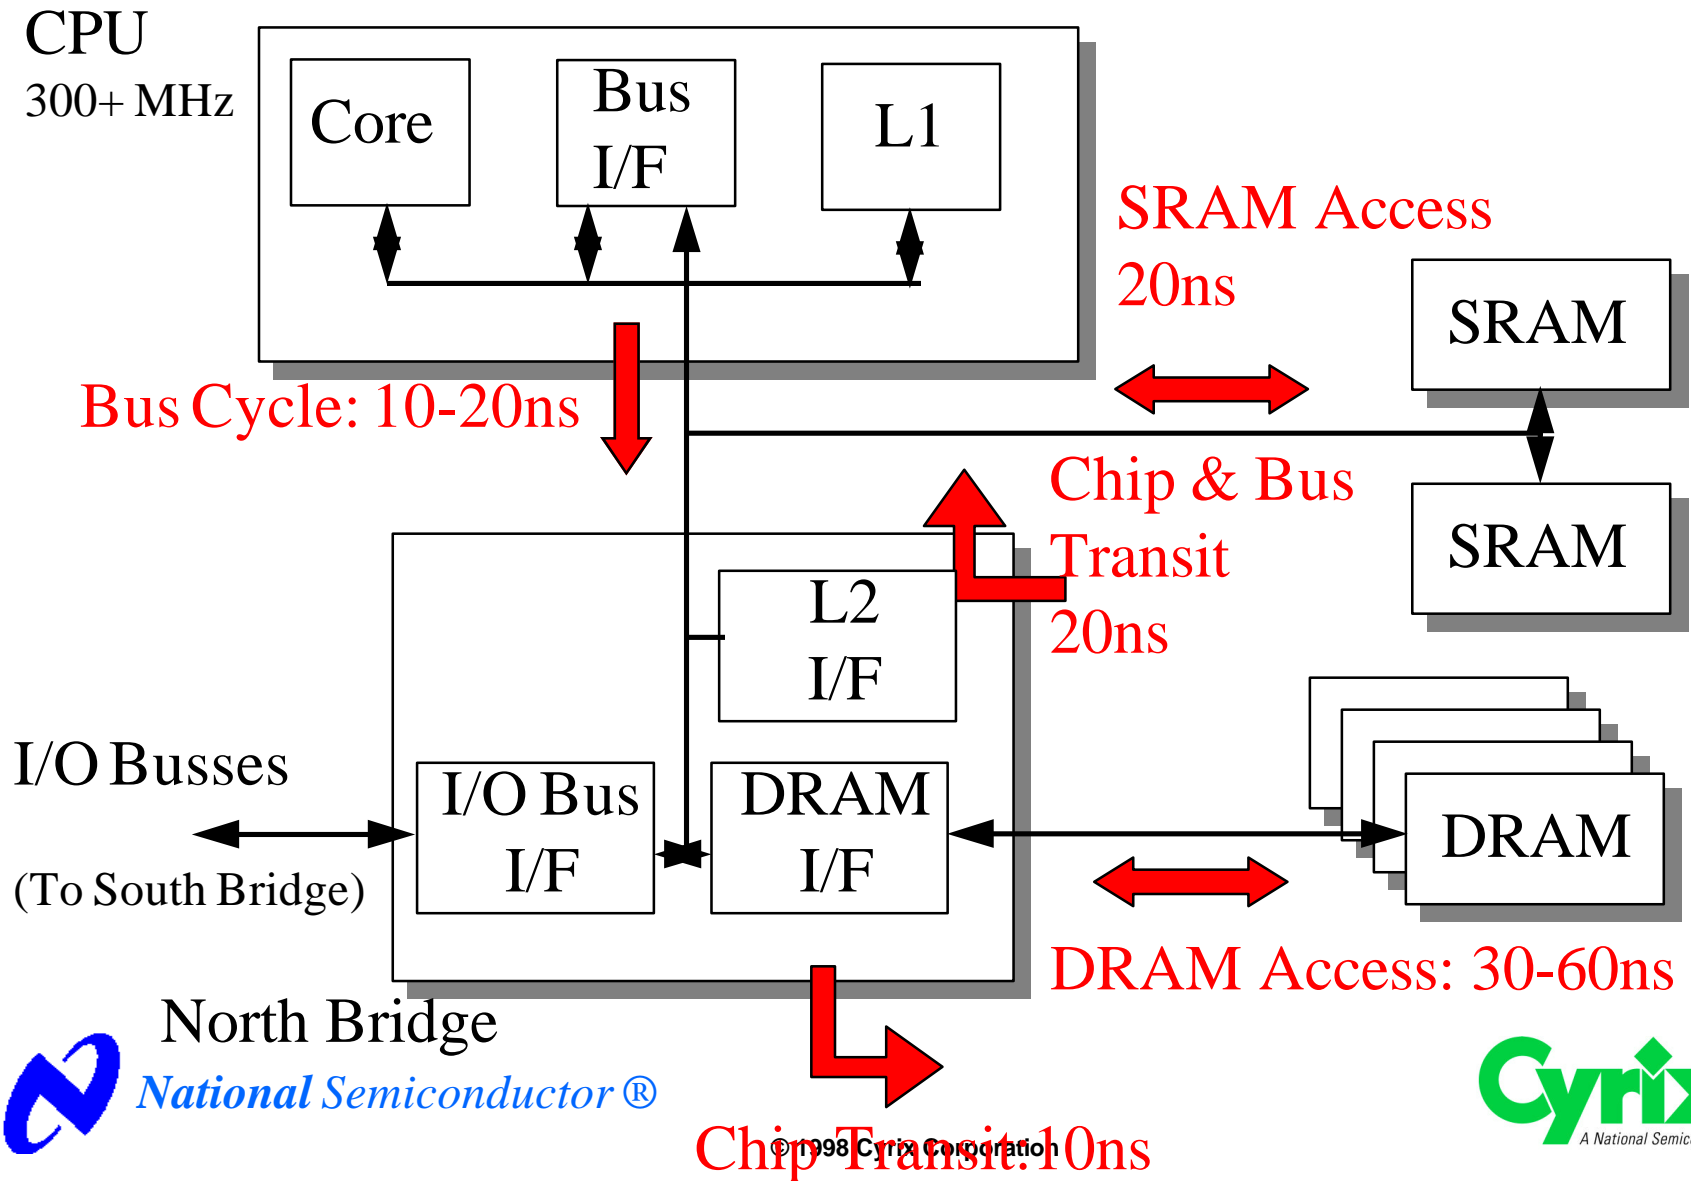 CPU
300+ MHz
Core
Bus
I/F
L1
SRAM Access
20ns
SRAM
Bus Cycle: 10-20ns
Chip & Bus
Transit
20ns
SRAM
L2
I/F
I/O Busses
(To South Bridge)
I/O Bus
I/F
DRAM
I/F
DRAM
DRAM Access: 30-60ns
North Bridge
National Semiconductor ®
Chip Transit: 10ns
© 1998 Cyrix Corporation
Cyrix
A National Semic